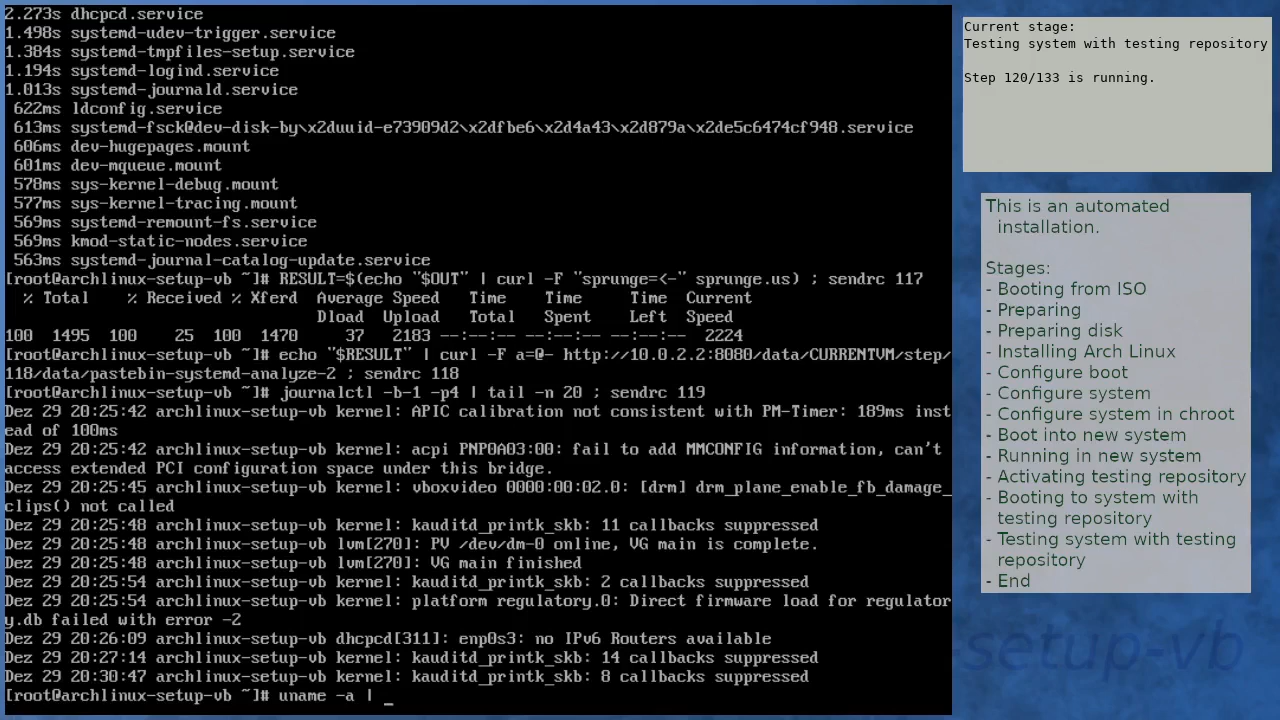 2.273s dhcpcd.service
1.498s systemd-udev-trigger.service
1.384s systemd-tmpfiles-setup.service
1.194s systemd-logind.service
1.013s systemd-journald.service
622ms ldconfig.service
613ms systemd-fsck@dev-disk-by\x2duuid-e73909d2\x2dfbe6\x2d4a43\x2d879a\x2de5c6474cf948.service
606ms dev-hugepages.mount
601ms dev-mqueue.mount
578ms sys-kernel-debug.mount
577ms sys-kernel-tracing.mount
569ms systemd-remount-fs.service
569ms kmod-static-nodes.service
563ms systemd-journal-catalog-update.service
[root@archlinux-setup-vb ~]# RESULT=$(echo "$OUT" | curl -F "sprunge=<-" sprunge.us) ; sendrc 117
% Total % Received % Xferd Average Speed Time Time Time Current
Dload Upload Total Spent Left Speed
100 1495 100 25 100 1470 37 2183 --:--:-- --:--:-- --:--:-- 2224
[root@archlinux-setup-vb ~]# echo "$RESULT" | curl -F a=@- http://10.0.2.2:8080/data/CURRENTVM/step/
118/data/pastebin-systemd-analyze-2 ; sendrc 118
[root@archlinux-setup-vb ~]# journalctl -b-1 -p4 | tail -n 20 ; sendrc 119
Dez 29 20:25:42 archlinux-setup-vb kernel: APIC calibration not consistent with PM-Timer: 189ms inst
ead of 100ms
Dez 29 20:25:42 archlinux-setup-vb kernel: acpi PNP0A03:00: fail to add MMCONFIG information, can't
access extended PCI configuration space under this bridge.
Dez 29 20:25:45 archlinux-setup-vb kernel: vboxvideo 0000:00:02.0: [drm] drm_plane_enable_fb_damage_
clips() not called
Dez 29 20:25:48 archlinux-setup-vb kernel: kauditd_printk_skb: 11 callbacks suppressed
Dez 29 20:25:48 archlinux-setup-vb lvm[270]: PV /dev/dm-0 online, VG main is complete.
Dez 29 20:25:48 archlinux-setup-vb lvm[270]: VG main finished
Dez 29 20:25:54 archlinux-setup-vb kernel: kauditd_printk_skb: 2 callbacks suppressed
Dez 29 20:25:54 archlinux-setup-vb kernel: platform regulatory.0: Direct firmware load for regulator
y.db failed with error -2
Dez 29 20:26:09 archlinux-setup-vb dhcpcd[311]: enp0s3: no IPv6 Routers available
Dez 29 20:27:14 archlinux-setup-vb kernel: kauditd_printk_skb: 14 callbacks suppressed
Dez 29 20:30:47 archlinux-setup-vb kernel: kauditd_printk_skb: 8 callbacks suppressed
[root@archlinux-setup-vb ~]# uname -a | _
Current stage:
Testing system with testing repository
Step 120/133 is running.
This is an automated
installation.
Stages:
- Booting from ISO
- Preparing
- Preparing disk
- Installing Arch Linux
- Configure boot
- Configure system
- Configure system in chroot
- Boot into new system
- Running in new system
- Activating testing repository
- Booting to system with
testing repository
- Testing system with testing
repository
- End
-setup-vb